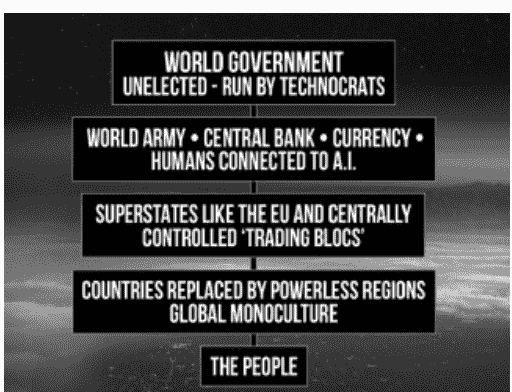 WORLD GOVERNMENT
UNELECTED - RUN BY TECHNOCRATS
WORLD ARMY • CENTRAL BANK • CURRENCY •
HUMANS CONNECTED TO A.I.
SUPERSTATES LIKE THE EU AND CENTRALLY
CONTROLLED 'TRADING BLOCS'
COUNTRIES REPLACED BY POWERLESS REGIONS
GLOBAL MONOCULTURE
THE PEOPLE